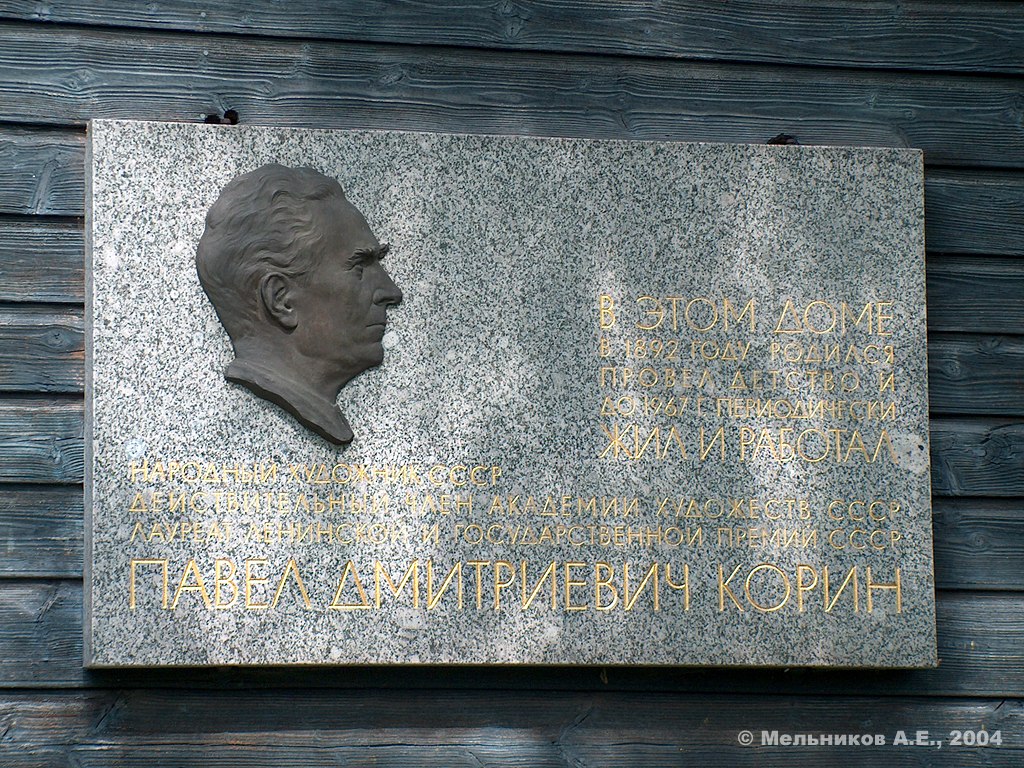 В ЭТОМ ДОМЕ
В 1892 ГОДУ РОДИЛСЯ
ПРОВЕЛ ДЕТСТВО И
ДО 1967 Г. ПЕРИОДИЧЕСКИ
ЖИЛ И РАБОТАЛ
НАРОДНЫЙ ХУДОЖНИК СССР
ДЕЙСТВИТЕЛЬНЫЙ ЧЛЕН АКАДЕМИИ ХУДОЖЕСТВ СССР
ЛАУРЕАТ ЛЕНИНСКОЙ И ГОСУДАРСТВЕННОЙ ПРЕМИИ СССР
ПАВЕЛ ДМИТРИЕВИЧ КОРИН
© Мельников А.Е., 2004